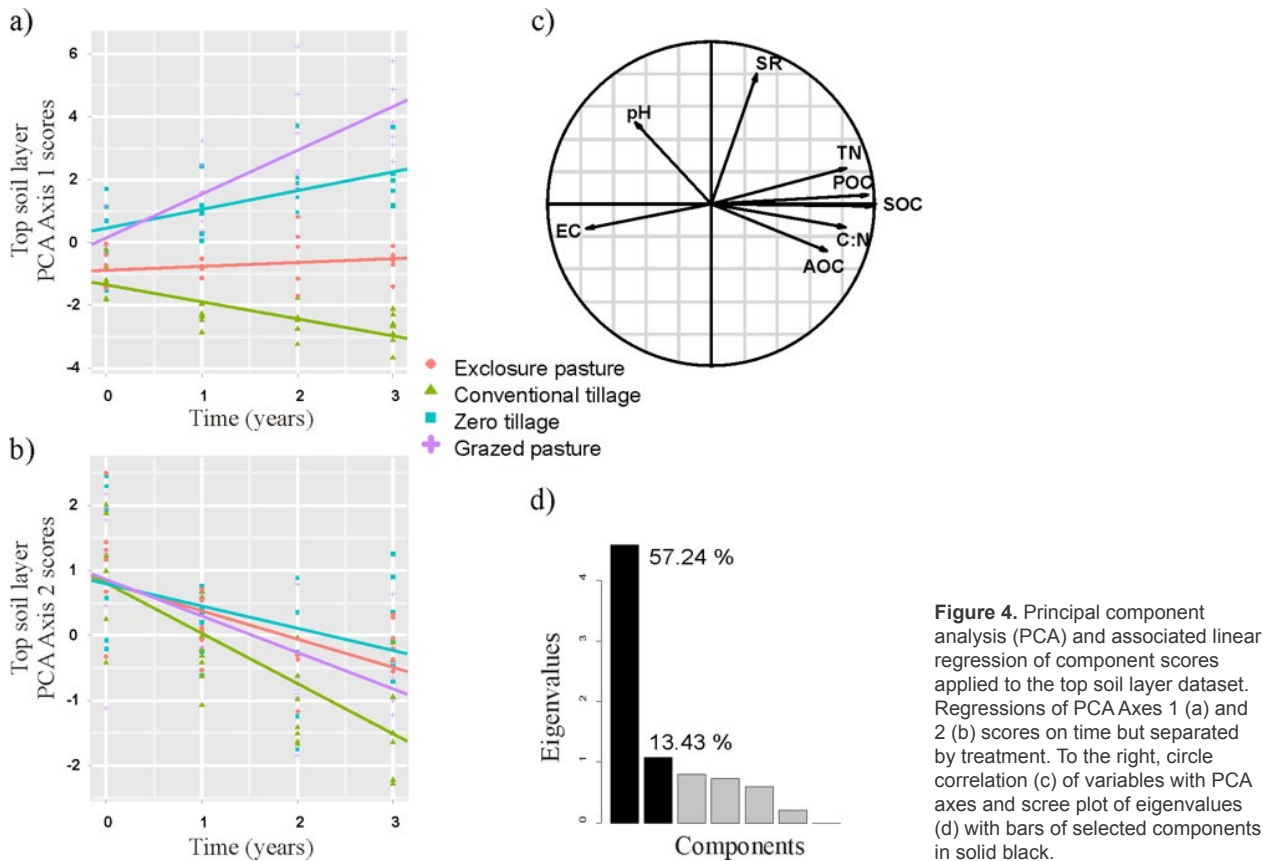 a)
Top soil layer
PCA Axis 1 scores
6
4
2
0
-2
-4
0 1 2 3
Time (years)
Exclosure pasture
Conventional tillage
Zero tillage
Grazed pasture
b)
Top soil layer
PCA Axis 2 scores
2
1
0
-1
-2
0 1 2 3
Time (years)
c)
SR
pH
TN
POC
SOC
EC
C:N
AOC
d)
Eigenvalues
4
3
2
1
0
57.24 %
13.43 %
Components
Figure 4. Principal component
analysis (PCA) and associated linear
regression of component scores
applied to the top soil layer dataset.
Regressions of PCA Axes 1 (a) and
2 (b) scores on time but separated
by treatment. To the right, circle
correlation (c) of variables with PCA
axes and scree plot of eigenvalues
(d) with bars of selected components
in solid black.